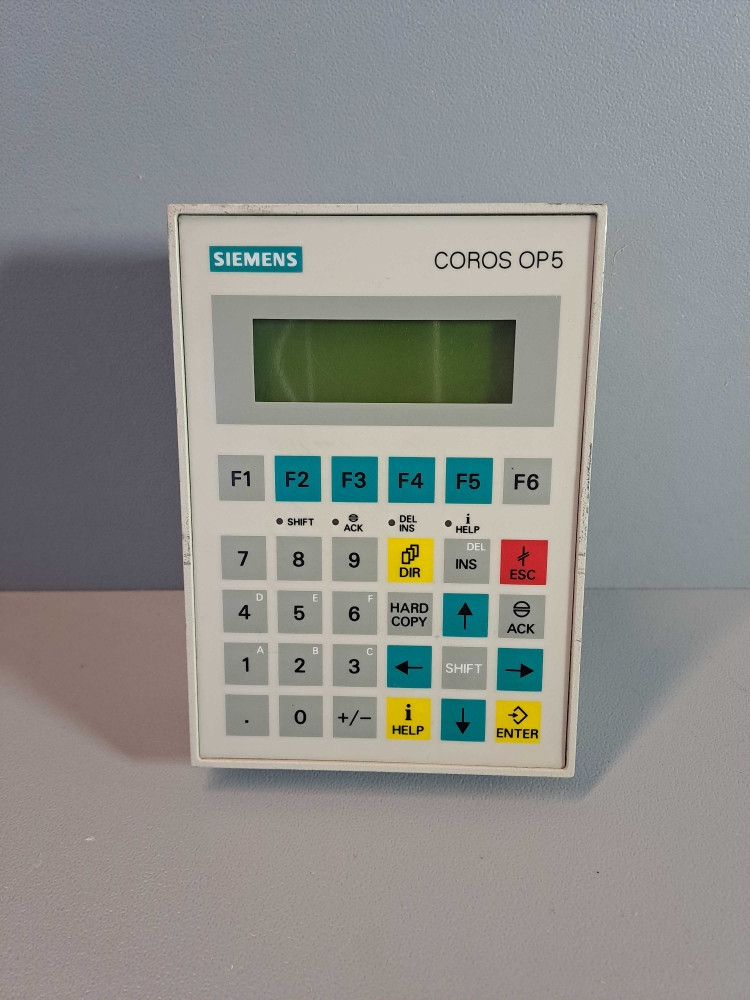 SIEMENS COROS OP5
F1 F2 F3 F4 F5 F6
SHIFT ACK DEL INS i HELP
7 8 9 DIR DEL INS ESC
4 D 5 E 6 F HARD COPY ACK
1 A 2 B 3 C SHIFT
. 0 +/- i HELP ENTER